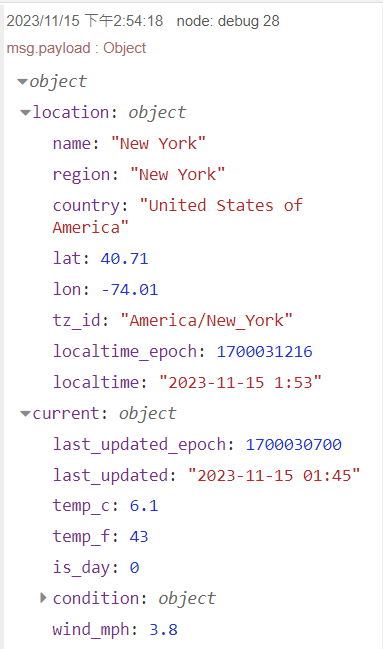 2023/11/15 下午2:54:18 node: debug 28
msg.payload : Object
object
location: object
name: "New York"
region: "New York"
country: "United States of
America"
lat: 40.71
lon: -74.01
tz_id: "America/New_York"
localtime_epoch: 1700031216
localtime: "2023-11-15 1:53"
current: object
last_updated_epoch: 1700030700
last_updated: "2023-11-15 01:45"
temp_c: 6.1
temp_f: 43
is_day: 0
condition: object
wind_mph: 3.8